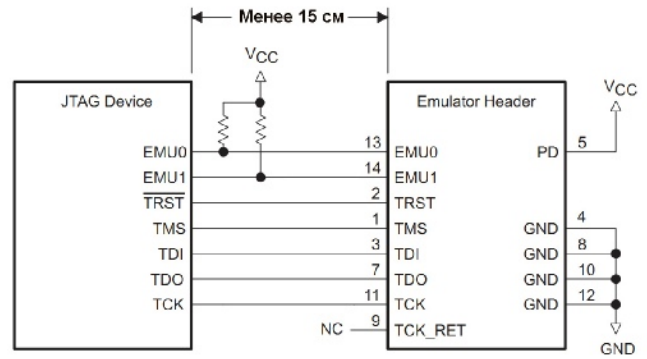 Менее 15 см
VCC
JTAG Device
Emulator Header
VCC
EMU0 13 EMU0 PD 5
EMU1 14 EMU1
TRST 2 TRST
TMS 1 TMS GND 4
TDI 3 TDI GND 8
TDO 7 TDO GND 10
TCK 11 TCK GND 12
NC 9 TCK_RET
GND